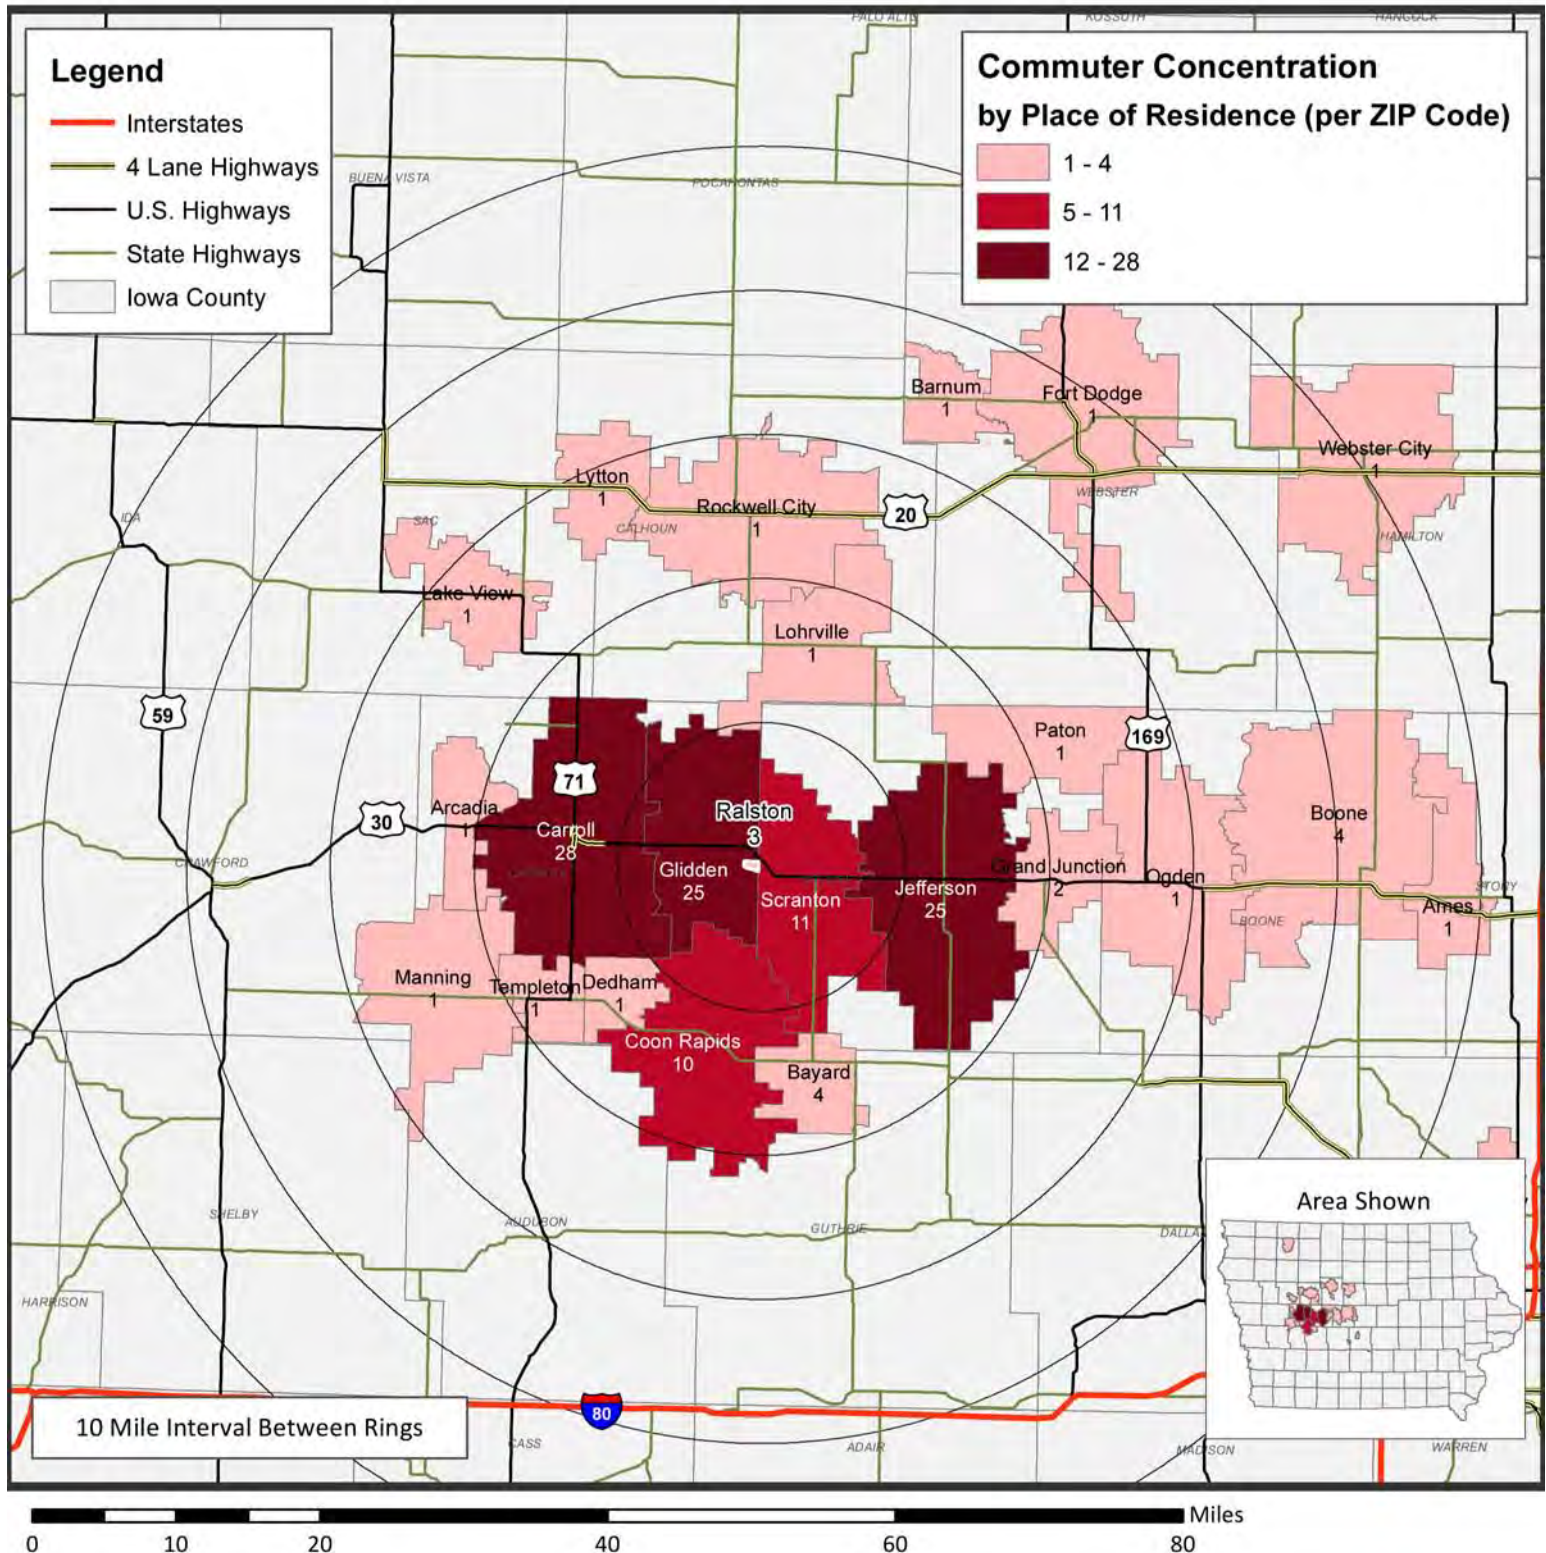 PALO ALTO
KOSSUTH
HANCOCK
Legend
Interstates
4 Lane Highways
U.S. Highways
State Highways
Iowa County
Commuter Concentration
by Place of Residence (per ZIP Code)
1 - 4
5 - 11
12 - 28
BUENA VISTA
POCAHONTAS
Barnum
1
Fort Dodge
1
Webster City
1
Lytton
1
Rockwell City
1
20
WEBSTER
IDA
SAC
CALHOUN
HAMILTON
Lake View
1
Lohrville
1
59
Paton
1
169
71
Arcadia
1
30
Ralston
3
Carroll
28
Boone
4
CRAWFORD
Glidden
25
Grand Junction
2
Ogden
1
Jefferson
25
Scranton
11
STORY
Ames
1
BOONE
Manning
1
Templeton
1
Dedham
1
Coon Rapids
10
Bayard
4
SHELBY
AUDUBON
GUTHRIE
DALLA
Area Shown
HARRISON
10 Mile Interval Between Rings
80
CASS
ADAIR
MADISON
WARREN
Miles
0
10
20
40
60
80